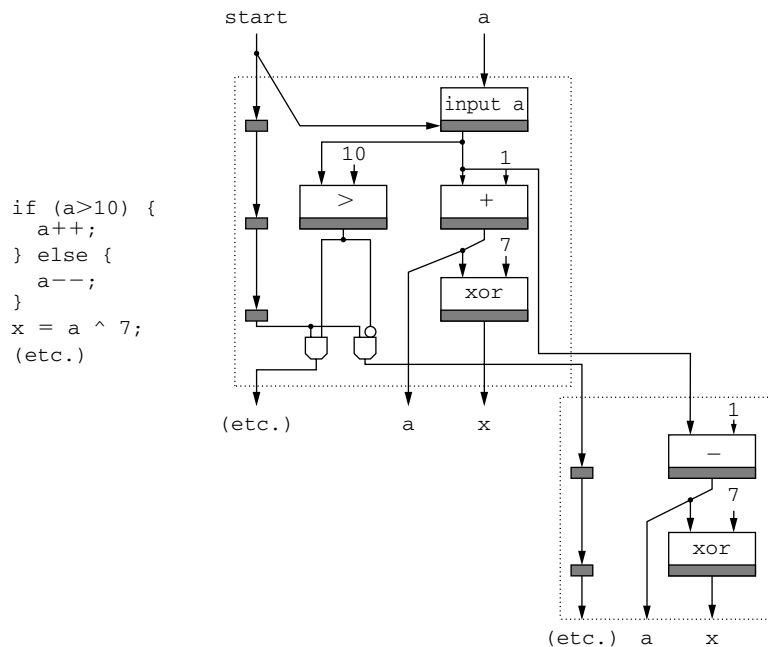 start
a
input a
10
1
>
+
if (a>10) {
a++;
} else {
a--;
}
x = a ^ 7;
(etc.)
7
xor
(etc.)
a
x
1
-
7
xor
(etc.)
a
x